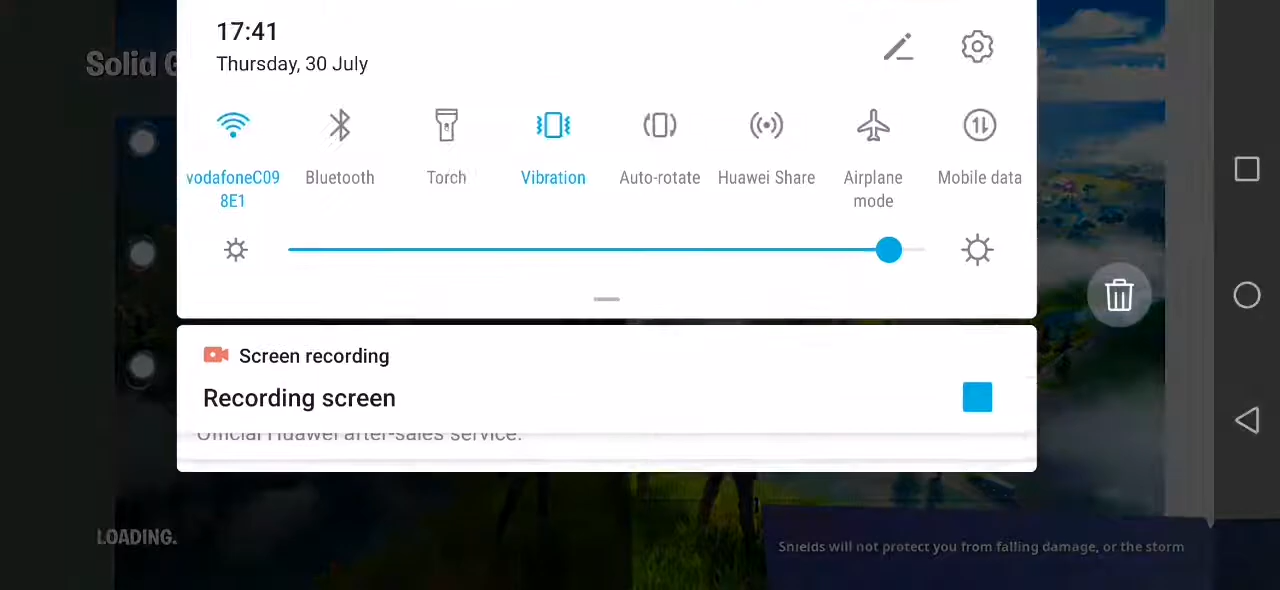 17:41
Thursday, 30 July
Solid G
vodafoneC09
8E1
Bluetooth
Torch
Vibration
Auto-rotate
Huawei Share
Airplane
mode
Mobile data
Screen recording
Recording screen
Official Huawei after-sales service.
LOADING.
Shields will not protect you from falling damage, or the storm